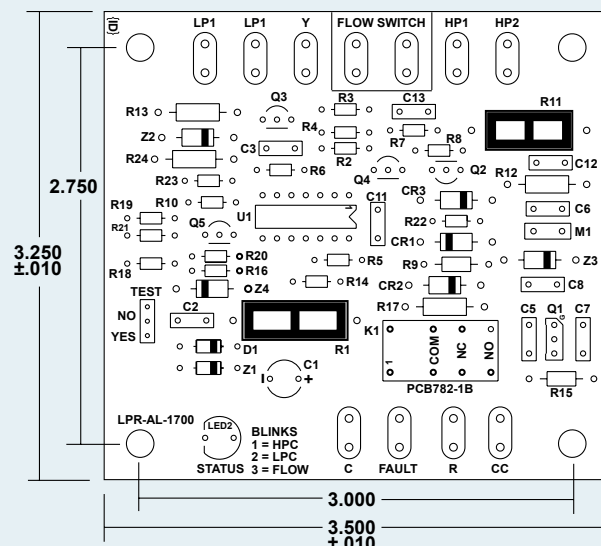 {ID}
LP1 LP1 Y FLOW SWITCH HP1 HP2
R13
Q3
R3
C13
R11
Z2
R4
R7
R8
C3
R2
R24
R6
Q4
Q2
C12
R23
R12
CR3
R10
U1
C11
R19
R22
C6
R21
Q5
CR1
M1
R20
R5
R9
Z3
R18
R16
Z4
R14
CR2
C8
TEST
R17
NO
YES
C2
K1
1
COM
NC
NO
C5
Q1
G
C7
D1
R1
Z1
C1
- +
PCB782-1B
R15
LPR-AL-1700
LED2
STATUS
BLINKS
1 = HPC
2 = LPC
3 = FLOW
C FAULT R CC
2.750
3.250
±.010
3.000
3.500
±.010